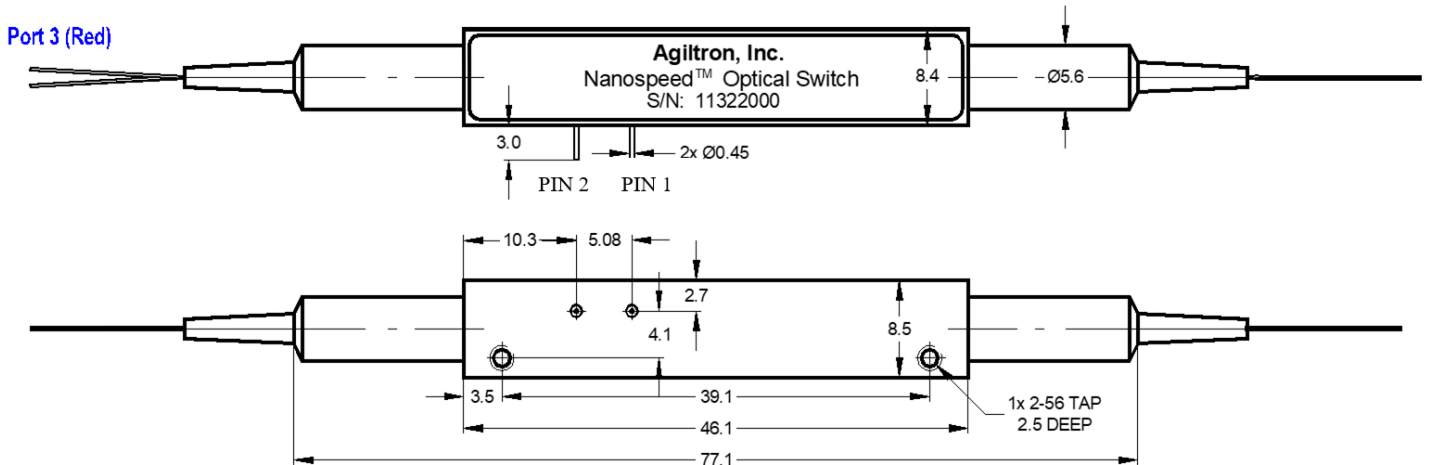 Port 3 (Red)
Agiltron, Inc.
Nanospeed™ Optical Switch
S/N: 11322000
8.4
Ø5.6
3.0
2x Ø0.45
PIN 2
PIN 1
10.3
5.08
2.7
4.1
8.5
3.5
39.1
1x 2-56 TAP
2.5 DEEP
46.1
77.1